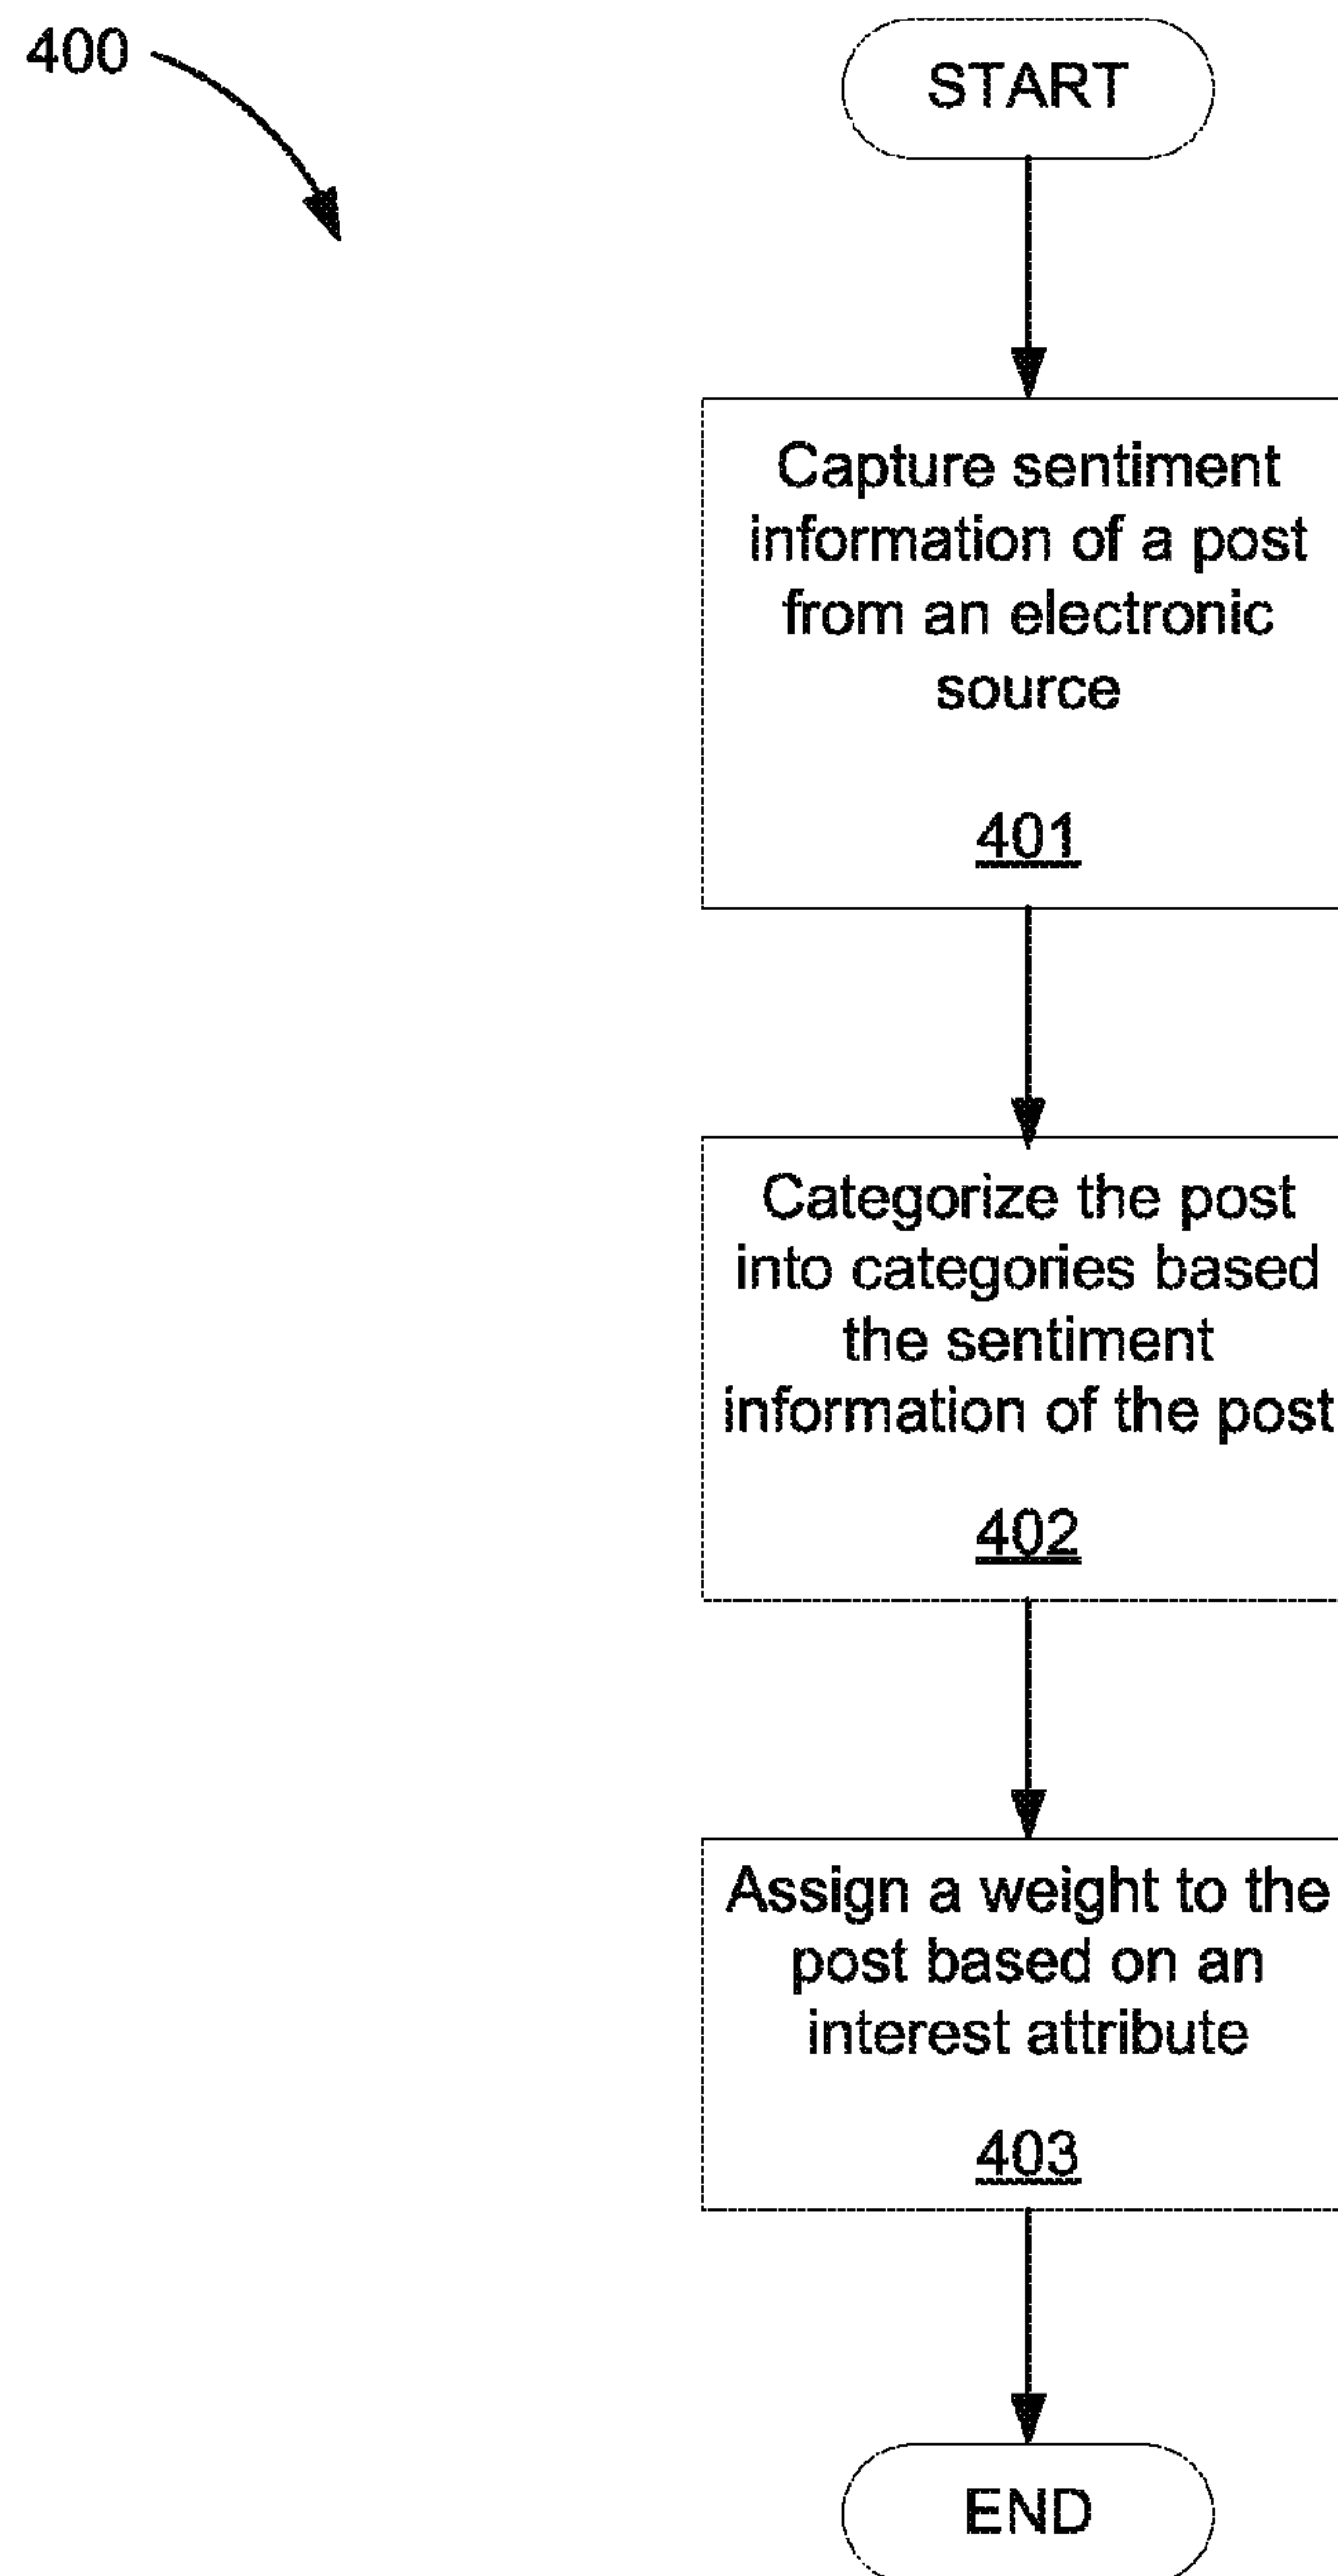 400
START
Capture sentiment
information of a post
from an electronic
source
401
Categorize the post
into categories based
the sentiment
information of the post
402
Assign a weight to the
post based on an
interest attribute
403
END